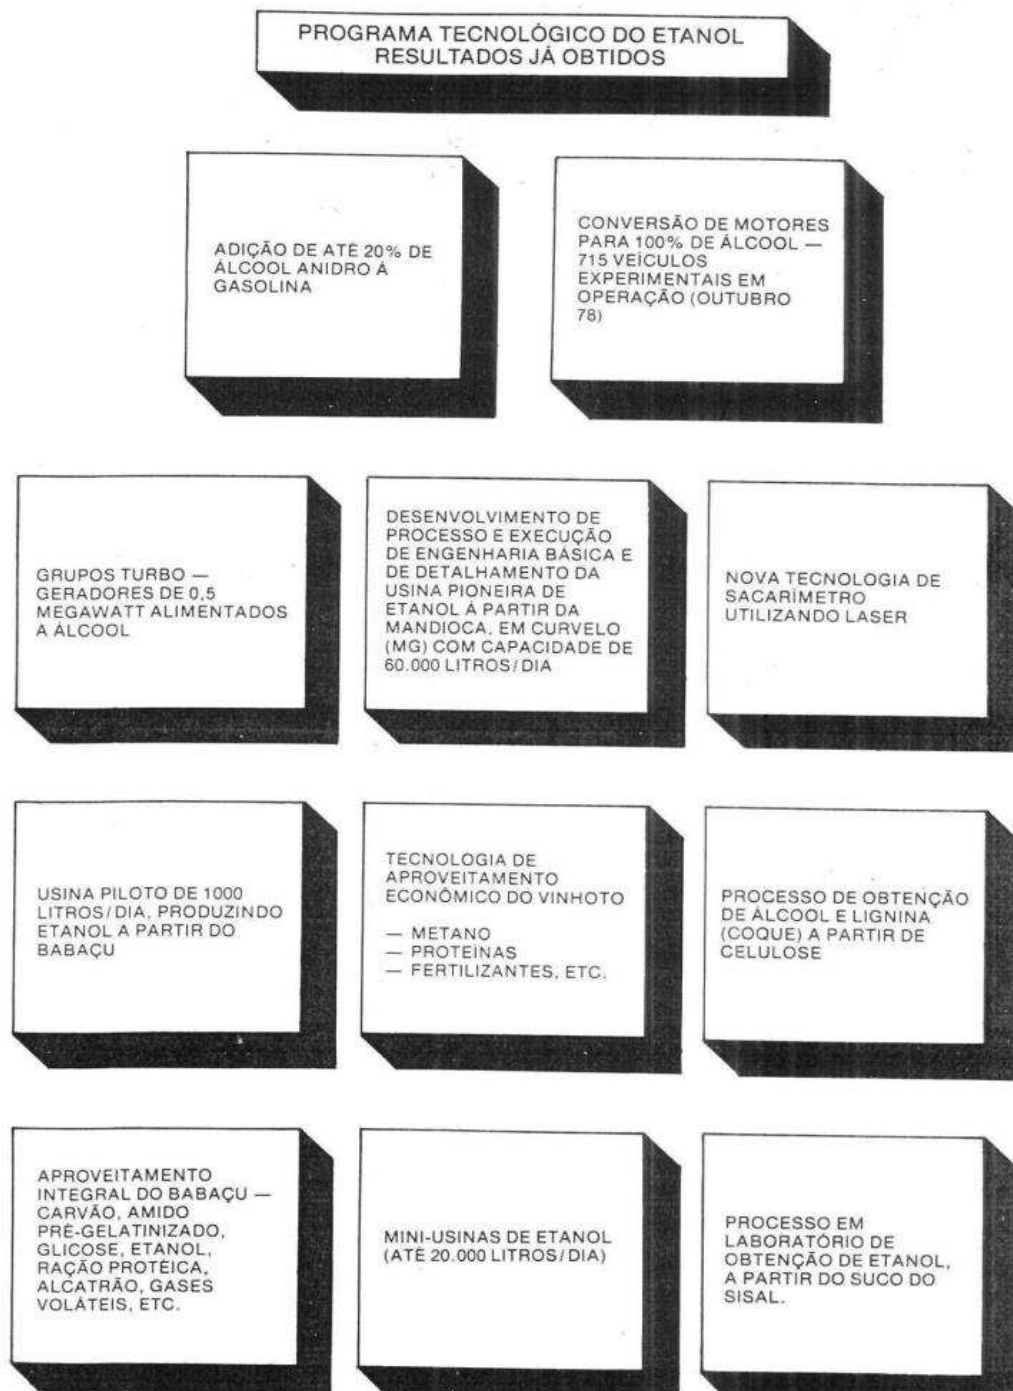 PROGRAMA TECNOLÓGICO DO ETANOL
RESULTADOS JÁ OBTIDOS
ADIÇÃO DE ATÉ 20% DE
ÁLCOOL ANIDRO À
GASOLINA
CONVERSÃO DE MOTORES
PARA 100% DE ÁLCOOL —
715 VEÍCULOS
EXPERIMENTAIS EM
OPERAÇÃO (OUTUBRO
78)
GRUPOS TURBO —
GERADORES DE 0,5
MEGAWATT ALIMENTADOS
A ÁLCOOL
DESENVOLVIMENTO DE
PROCESSO E EXECUÇÃO
DE ENGENHARIA BÁSICA E
DE DETALHAMENTO DA
USINA PIONEIRA DE
ETANOL À PARTIR DA
MANDIOCA, EM CURVELO
(MG) COM CAPACIDADE DE
60.000 LITROS/DIA
NOVA TECNOLOGIA DE
SACARÍMETRO
UTILIZANDO LASER
USINA PILOTO DE 1000
LITROS/DIA, PRODUZINDO
ETANOL A PARTIR DO
BABAÇU
TECNOLOGIA DE
APROVEITAMENTO
ECONÔMICO DO VINHOTO
— METANO
— PROTEÍNAS
— FERTILIZANTES, ETC.
PROCESSO DE OBTENÇÃO
DE ÁLCOOL E LIGNINA
(COQUE) A PARTIR DE
CELULOSE
APROVEITAMENTO
INTEGRAL DO BABAÇU —
CARVÃO, AMIDO
PRÉ-GELATINIZADO,
GLICOSE, ETANOL,
RAÇÃO PROTÉICA,
ALCATRÃO, GASES
VOLÁTEIS, ETC.
MINI-USINAS DE ETANOL
(ATÉ 20.000 LITROS/DIA)
PROCESSO EM
LABORATÓRIO DE
OBTENÇÃO DE ETANOL,
A PARTIR DO SUCO DO
SISAL.